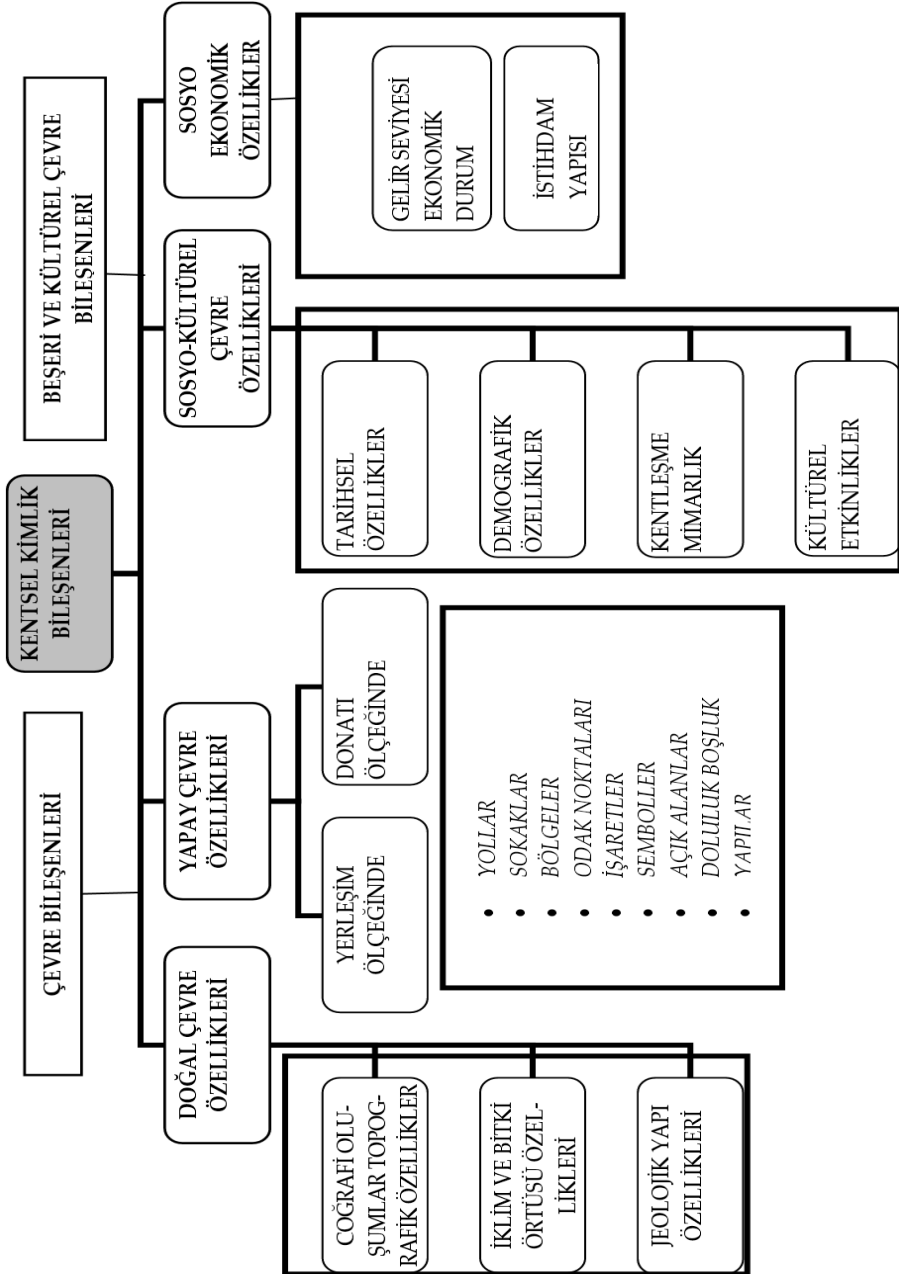 KENTSEL KİMLİK
BİLEŞENLERİ
ÇEVRE BİLEŞENLERİ
BEŞERİ VE KÜLTÜREL ÇEVRE
BİLEŞENLERİ
DOĞAL ÇEVRE
ÖZELLİKLERİ
YAPAY ÇEVRE
ÖZELLİKLERİ
SOSYO-KÜLTÜREL
ÇEVRE
ÖZELLİKLERİ
SOSYO
EKONOMİK
ÖZELLİKLER
COĞRAFİ OLU-
ŞUMLAR TOPOG-
RAFİK ÖZELLİKLER
İKLİM VE BİTKİ
ÖRTÜSÜ ÖZEL-
LİKLERİ
JEOLOJİK YAPI
ÖZELLİKLERİ
YERLEŞİM
ÖLÇEĞİNDE
DONATI
ÖLÇEĞİNDE
• YOLLAR
• SOKAKLAR
• BÖLGELER
• ODAK NOKTALARI
• İŞARETLER
• SEMBOLLER
• AÇIK ALANLAR
• DOLULUK BOŞLUK
• YAPILAR
TARİHSEL
ÖZELLİKLER
DEMOGRAFİK
ÖZELLİKLER
KENTLEŞME
MİMARLIK
KÜLTÜREL
ETKİNLİKLER
GELİR SEVİYESİ
EKONOMİK
DURUM
İSTİHDAM
YAPISI